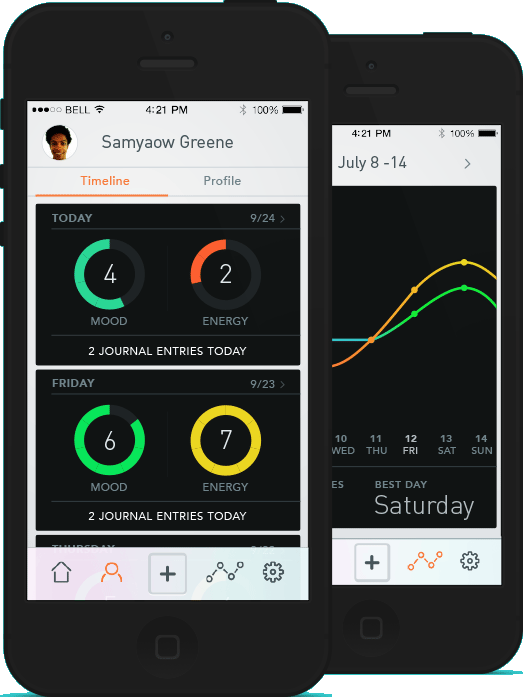 BELL 4:21 PM 100%
Samyaow Greene
Timeline Profile
TODAY 9/24
4 2
MOOD ENERGY
2 JOURNAL ENTRIES TODAY
FRIDAY 9/23
6 7
MOOD ENERGY
2 JOURNAL ENTRIES TODAY
THURSDAY
4:21 PM 100%
July 8 -14
10 11 12 13 14
WED THU FRI SAT SUN
ES BEST DAY
Saturday